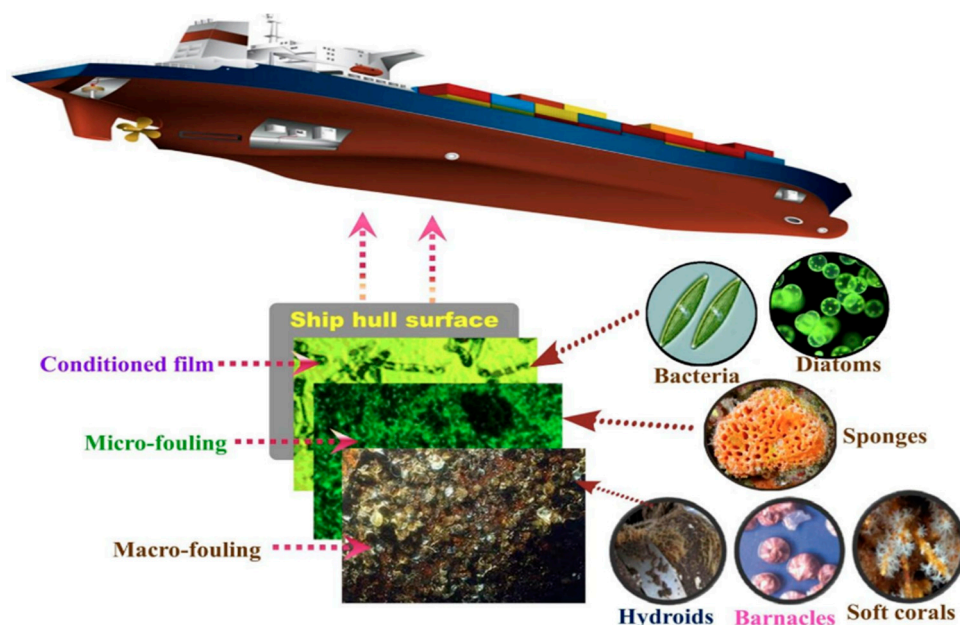 Ship hull surface
Conditioned film
Bacteria
Diatoms
Micro-fouling
Sponges
Macro-fouling
Hydroids
Barnacles
Soft corals